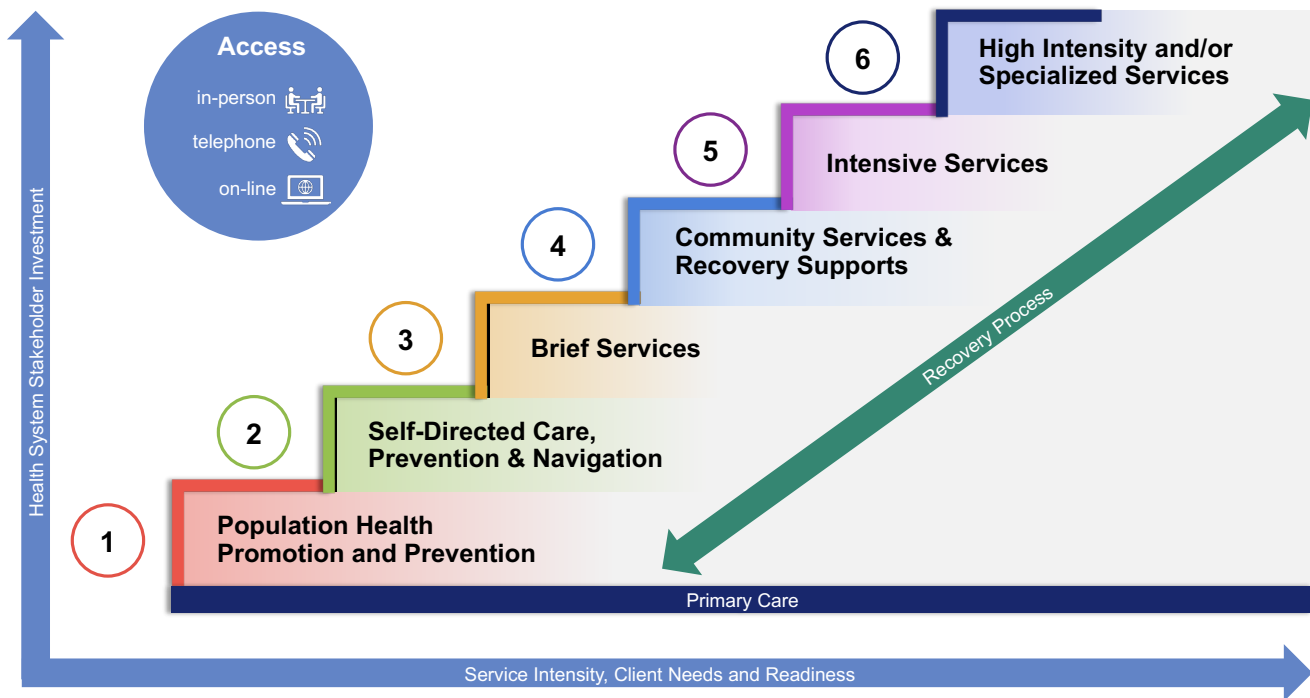 Access
in-person
telephone
on-line
6
High Intensity and/or
Specialized Services
5
Intensive Services
4
Community Services &
Recovery Supports
3
Brief Services
2
Self-Directed Care,
Prevention & Navigation
1
Population Health
Promotion and Prevention
Recovery Process
Primary Care
Health System Stakeholder Investment
Service Intensity, Client Needs and Readiness